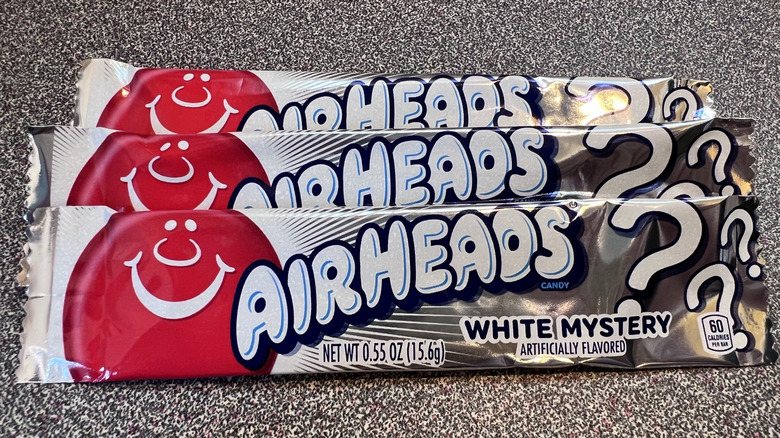 AIRHEADS
AIRHEADS
AIRHEADS®
CANDY
WHITE MYSTERY
ARTIFICIALLY FLAVORED
NET WT 0.55 OZ (15.6g)
60
CALORIES
PER BAR